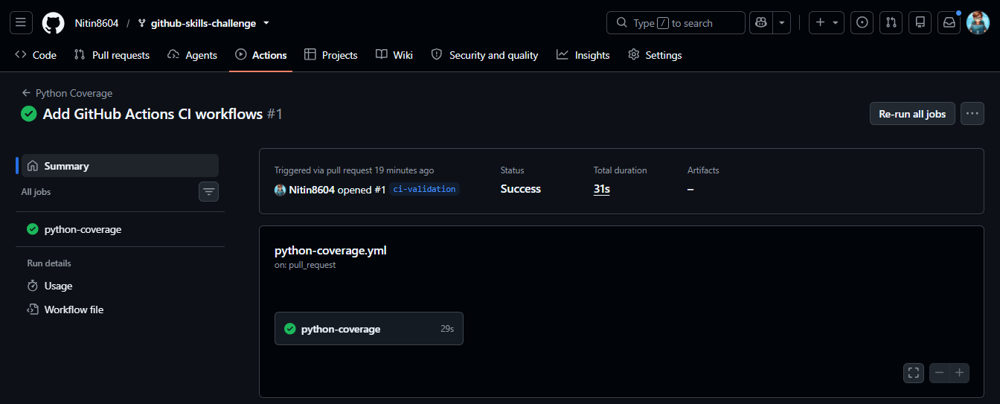 Nitin8604 / github-skills-challenge
Type / to search
Code Pull requests Agents Actions Projects Wiki Security and quality Insights Settings
Python Coverage
Add GitHub Actions CI workflows #1
Re-run all jobs
Summary
All jobs
python-coverage
Run details
Usage
Workflow file
Triggered via pull request 19 minutes ago
Nitin8604 opened #1 ci-validation
Status
Success
Total duration
31s
Artifacts
–
python-coverage.yml
on: pull_request
python-coverage 29s